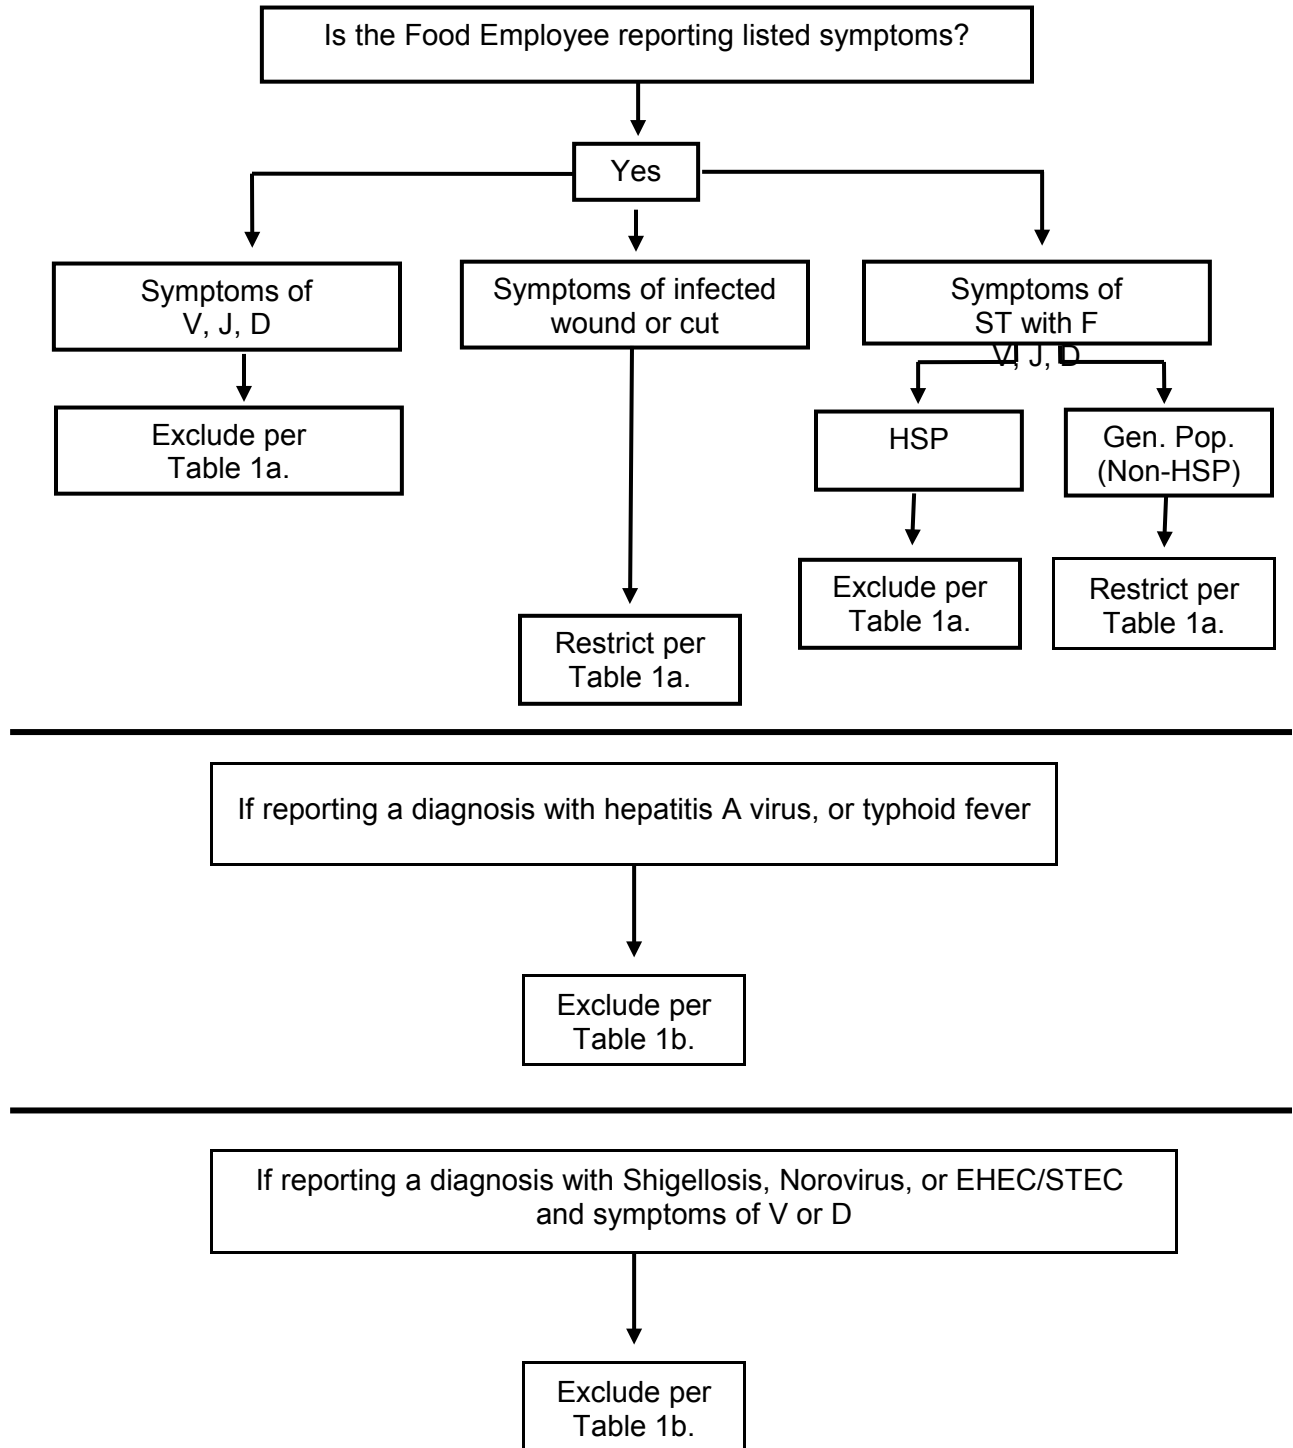 Is the Food Employee reporting listed symptoms?
Yes
Symptoms of
V, J, D
Symptoms of infected
wound or cut
Symptoms of
ST with F
V, J, D
Exclude per
Table 1a.
HSP
Gen. Pop.
(Non-HSP)
Exclude per
Table 1a.
Restrict per
Table 1a.
Restrict per
Table 1a.
If reporting a diagnosis with hepatitis A virus, or typhoid fever
Exclude per
Table 1b.
If reporting a diagnosis with Shigellosis, Norovirus, or EHEC/STEC
and symptoms of V or D
Exclude per
Table 1b.